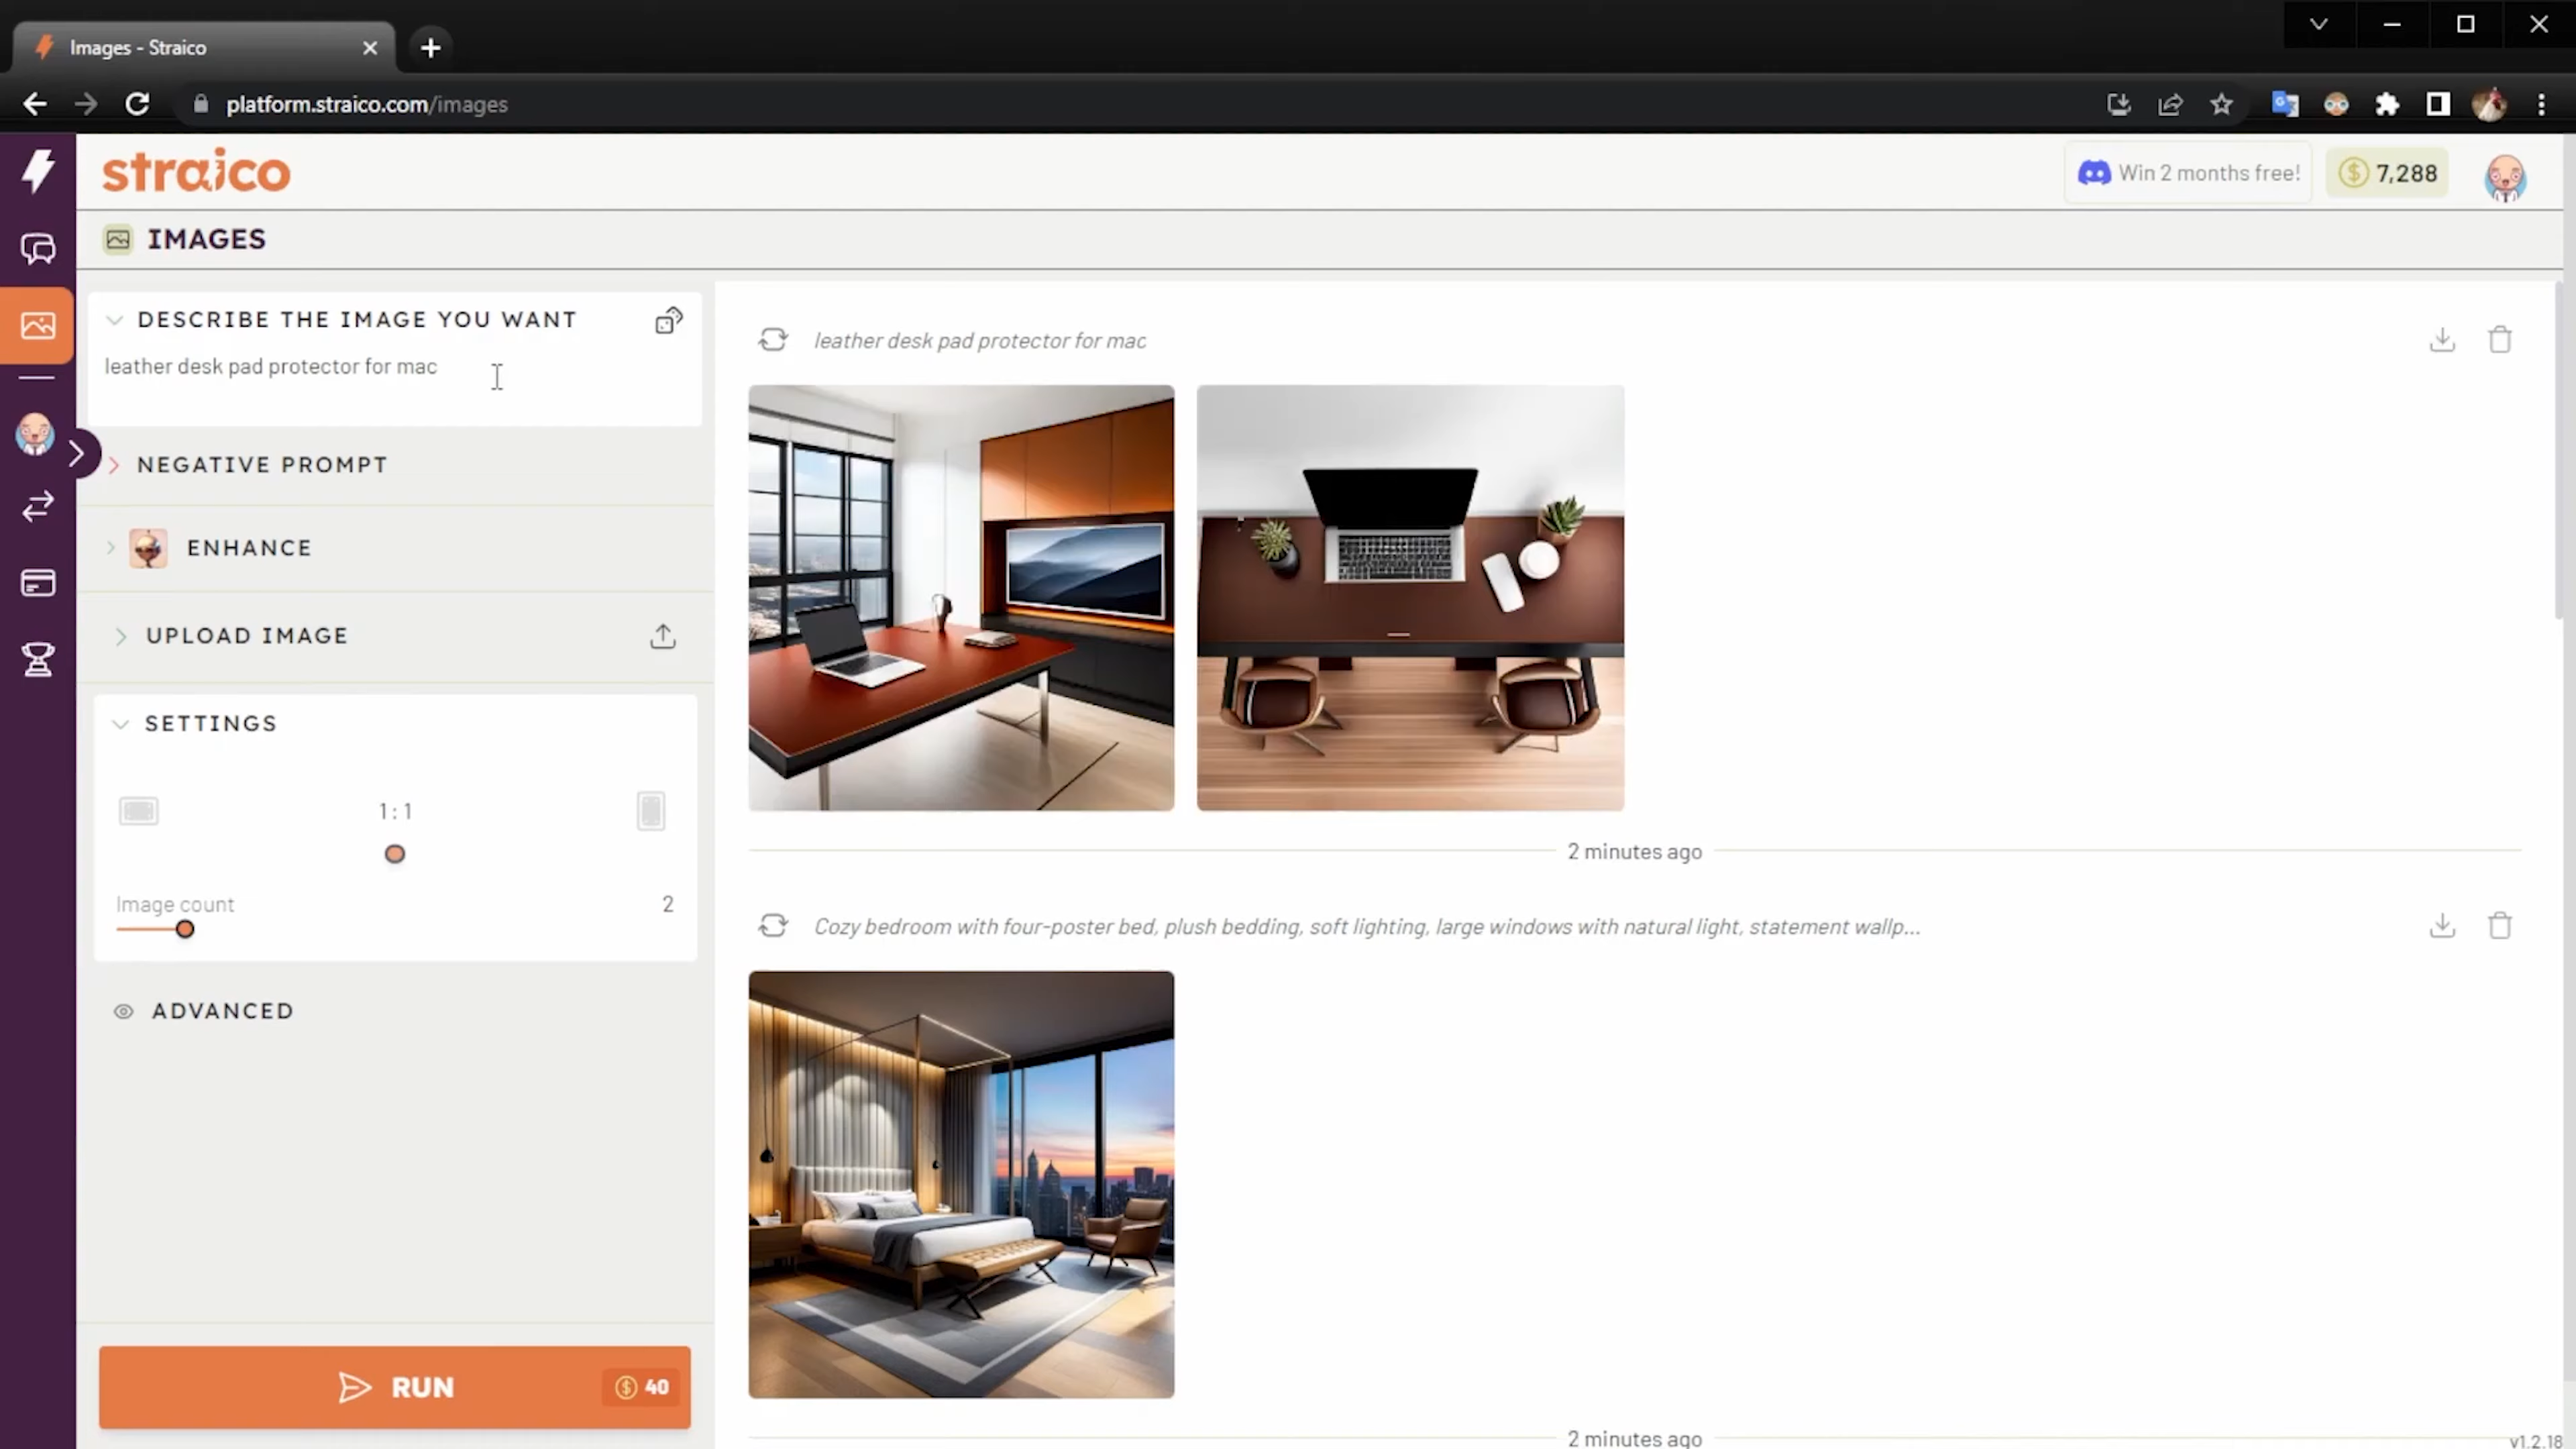 Images - Straico
platform.straico.com/images
straico
Win 2 months free!
7,288
IMAGES
DESCRIBE THE IMAGE YOU WANT
leather desk pad protector for mac
NEGATIVE PROMPT
ENHANCE
UPLOAD IMAGE
SETTINGS
1:1
Image count 2
ADVANCED
RUN 40
leather desk pad protector for mac
2 minutes ago
Cozy bedroom with four-poster bed, plush bedding, soft lighting, large windows with natural light, statement wallp...
2 minutes ago
v1.2.18